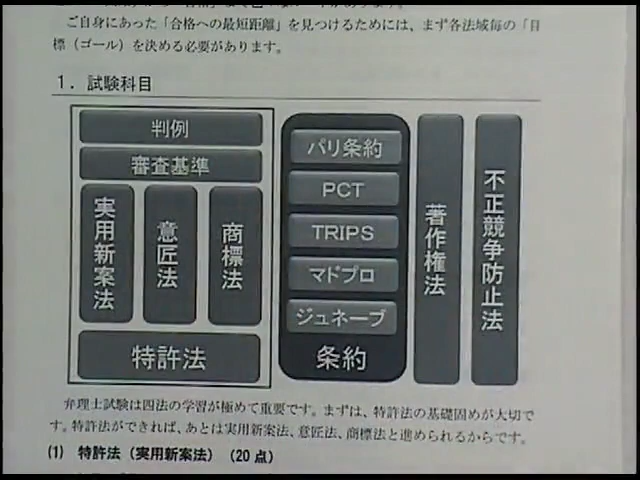 ご自身にあった「合格への最短距離」を見つけるためには、まず各法域毎の「目
標（ゴール）を決める必要があります。
1．試験科目
判例
審査基準
実用新案法
意匠法
商標法
特許法
パリ条約
PCT
TRIPS
マドプロ
ジュネーブ
条約
著作権法
不正競争防止法
弁理士試験は四法の学習が極めて重要です。まずは、特許法の基礎固めが大切で
す。特許法ができれば、あとは実用新案法、意匠法、商標法と進められるからです。
(1) 特許法（実用新案法）（20点）